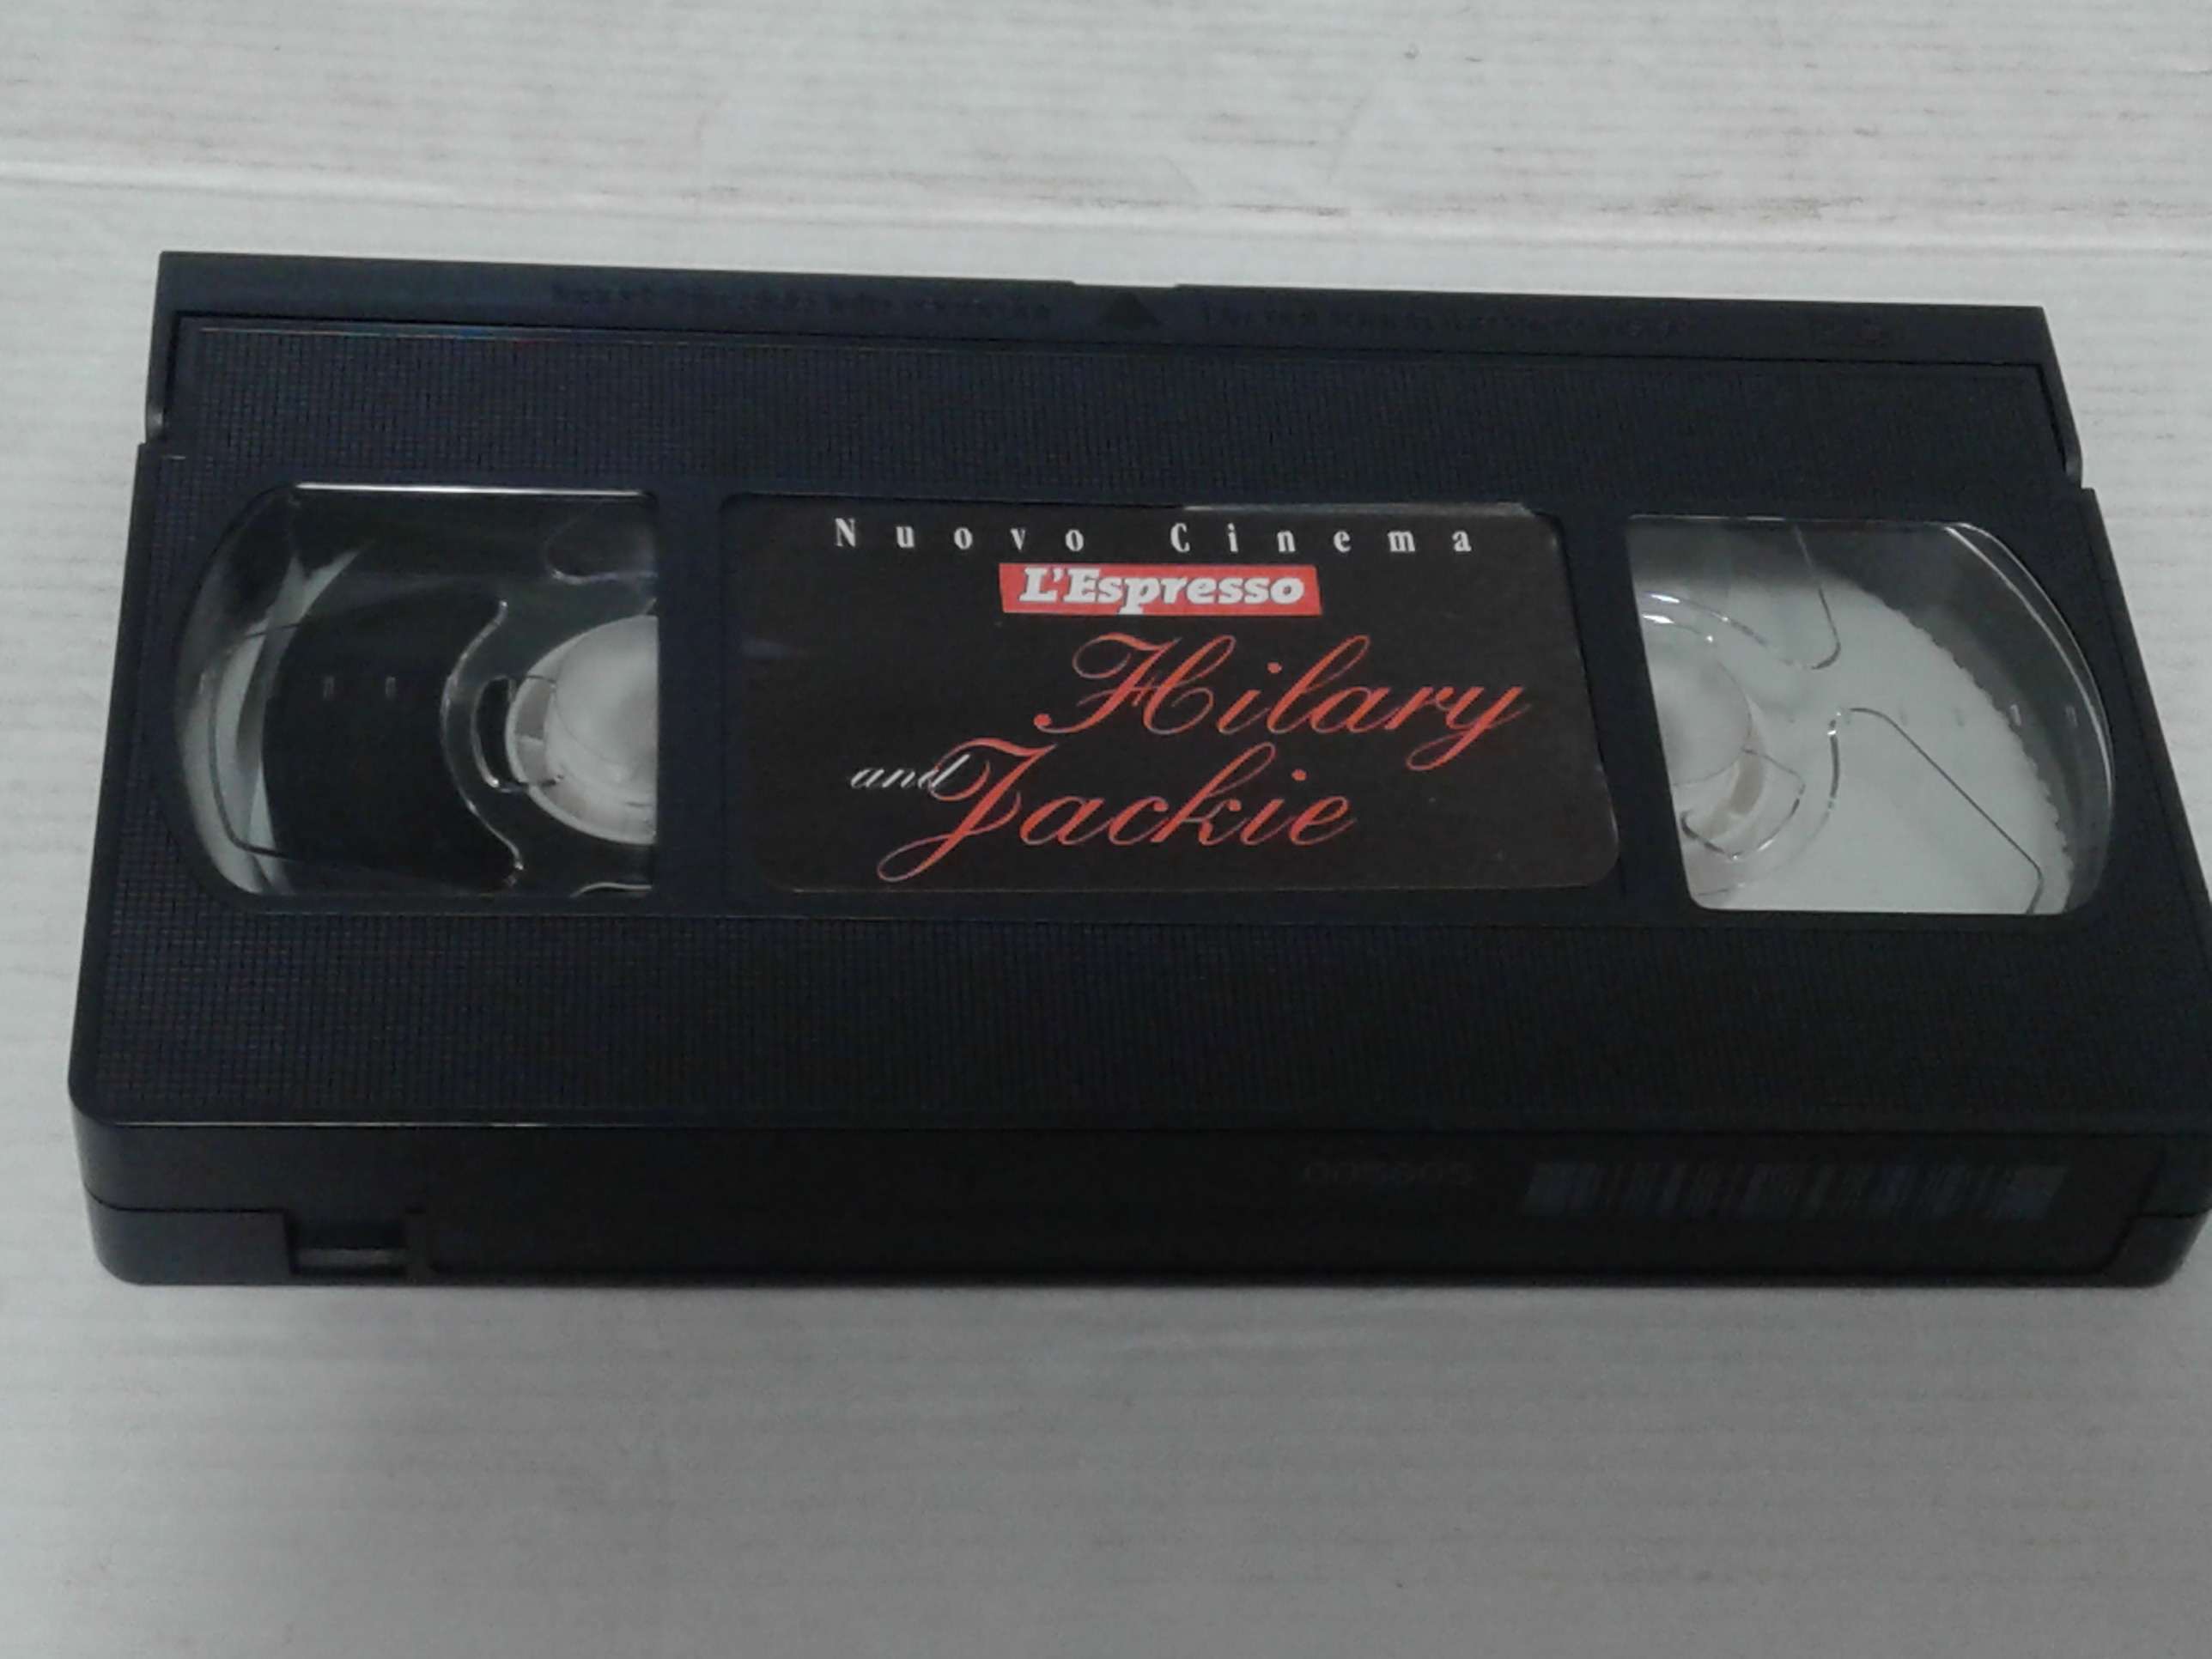 Nuovo Cinema
L'Espresso
Hilary
and Jackie